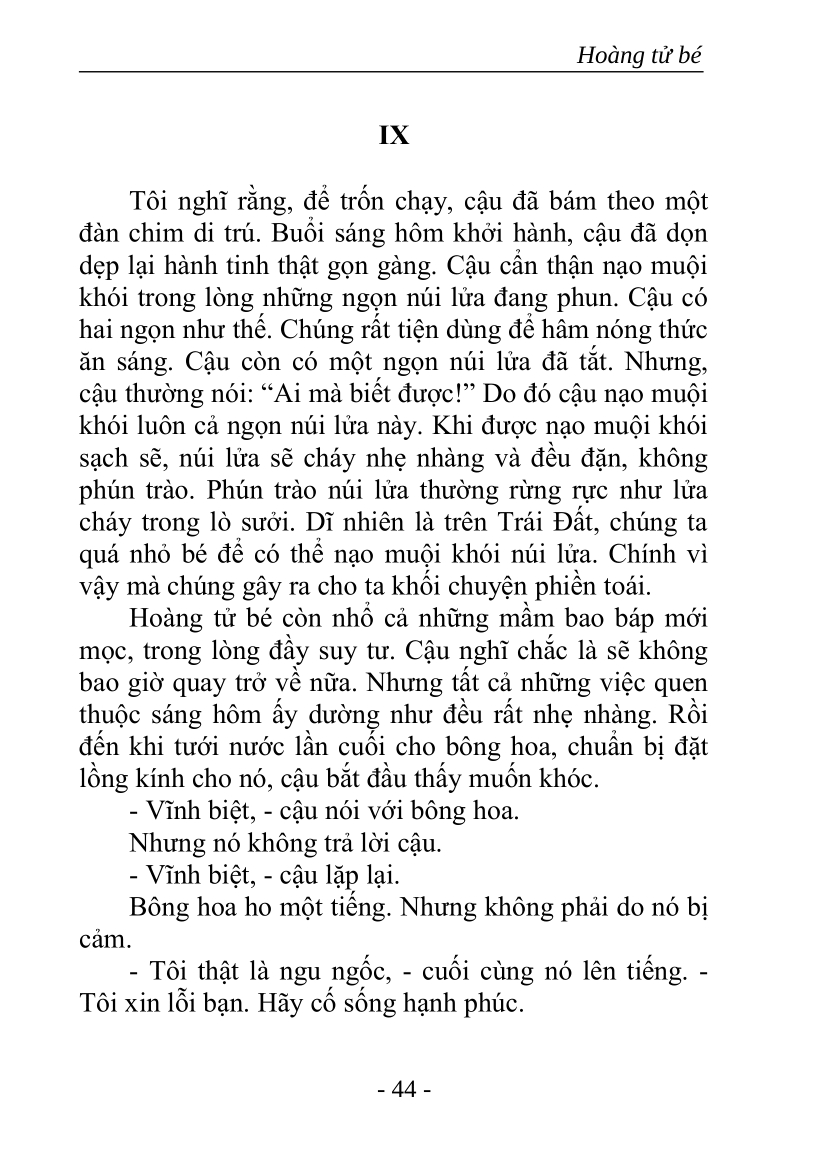 Hoàng tử bé
IX
Tôi nghĩ rằng, để trốn chạy, cậu đã bám theo một
đàn chim di trú. Buổi sáng hôm khởi hành, cậu đã dọn
dẹp lại hành tinh thật gọn gàng. Cậu cẩn thận nạo muội
khói trong lòng những ngọn núi lửa đang phun. Cậu có
hai ngọn như thế. Chúng rất tiện dùng để hâm nóng thức
ăn sáng. Cậu còn có một ngọn núi lửa đã tắt. Nhưng,
cậu thường nói: “Ai mà biết được!” Do đó cậu nạo muội
khói luôn cả ngọn núi lửa này. Khi được nạo muội khói
sạch sẽ, núi lửa sẽ cháy nhẹ nhàng và đều đặn, không
phún trào. Phún trào núi lửa thường rừng rực như lửa
cháy trong lò sưởi. Dĩ nhiên là trên Trái Đất, chúng ta
quá nhỏ bé để có thể nạo muội khói núi lửa. Chính vì
vậy mà chúng gây ra cho ta khối chuyện phiền toái.
Hoàng tử bé còn nhổ cả những mầm bao báp mới
mọc, trong lòng đầy suy tư. Cậu nghĩ chắc là sẽ không
bao giờ quay trở về nữa. Nhưng tất cả những việc quen
thuộc sáng hôm ấy dường như đều rất nhẹ nhàng. Rồi
đến khi tưới nước lần cuối cho bông hoa, chuẩn bị đặt
lồng kính cho nó, cậu bắt đầu thấy muốn khóc.
- Vĩnh biệt, - cậu nói với bông hoa.
Nhưng nó không trả lời cậu.
- Vĩnh biệt, - cậu lặp lại.
Bông hoa ho một tiếng. Nhưng không phải do nó bị
cảm.
- Tôi thật là ngu ngốc, - cuối cùng nó lên tiếng. -
Tôi xin lỗi bạn. Hãy cố sống hạnh phúc.
- 44 -